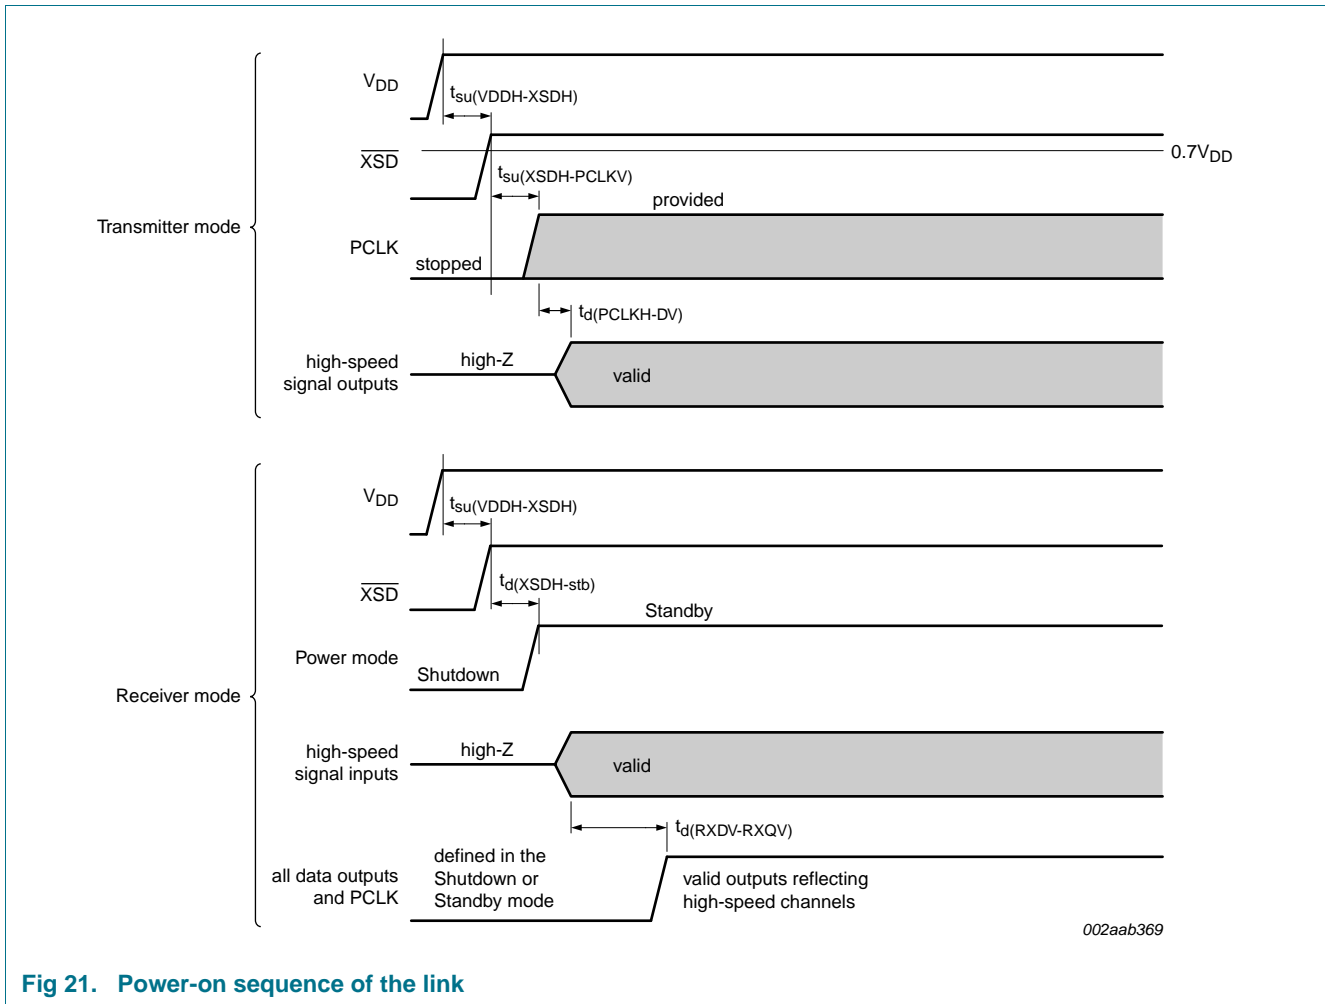 Transmitter mode
VDD
tsu(VDDH-XSDH)
XSD
0.7VDD
tsu(XSDH-PCLKV)
provided
PCLK
stopped
td(PCLKH-DV)
high-speed
signal outputs
high-Z
valid
Receiver mode
VDD
tsu(VDDH-XSDH)
XSD
td(XSDH-stb)
Standby
Power mode
Shutdown
high-speed
signal inputs
high-Z
valid
td(RXDV-RXQV)
all data outputs
and PCLK
defined in the
Shutdown or
Standby mode
valid outputs reflecting
high-speed channels
002aab369
Fig 21. Power-on sequence of the link